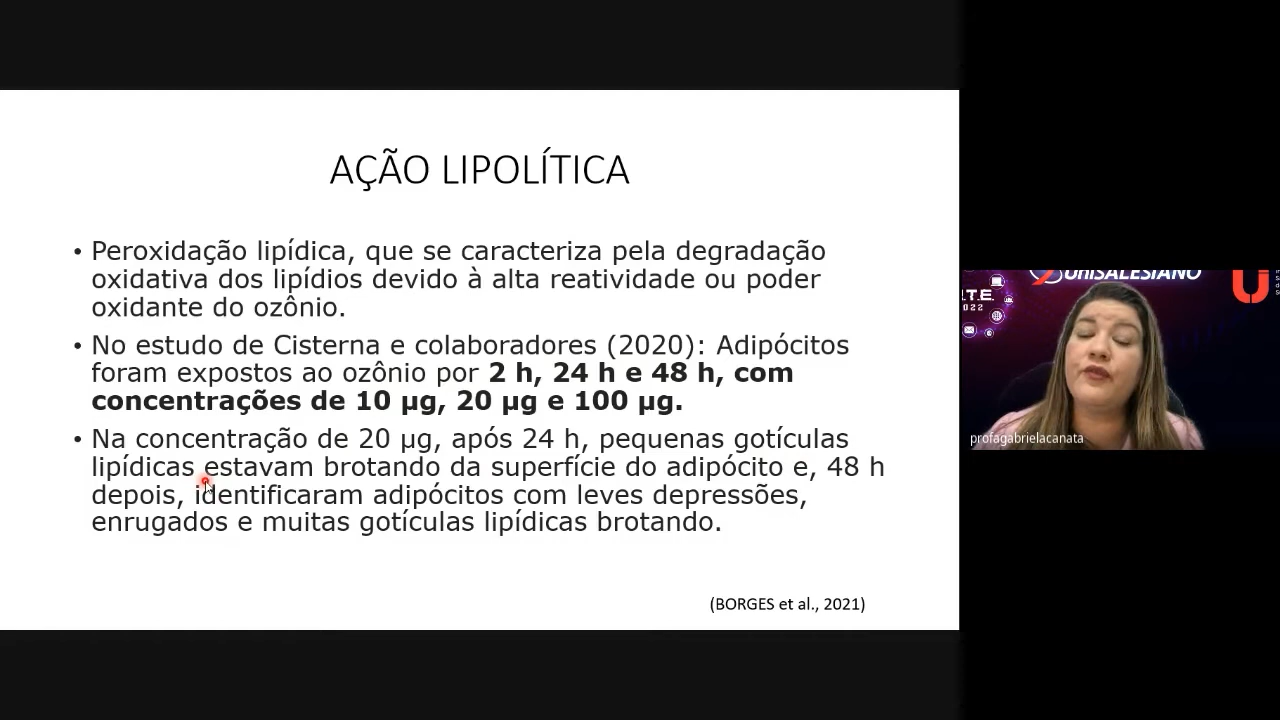 AÇÃO LIPOLÍTICA
• Peroxidação lipídica, que se caracteriza pela degradação
oxidativa dos lipídios devido à alta reatividade ou poder
oxidante do ozônio.
• No estudo de Cisterna e colaboradores (2020): Adipócitos
foram expostos ao ozônio por 2 h, 24 h e 48 h, com
concentrações de 10 µg, 20 µg e 100 µg.
• Na concentração de 20 µg, após 24 h, pequenas gotículas
lipídicas estavam brotando da superfície do adipócito e, 48 h
depois, identificaram adipócitos com leves depressões,
enrugados e muitas gotículas lipídicas brotando.
(BORGES et al., 2021)
UNISALESIANO
profagabrielacanata